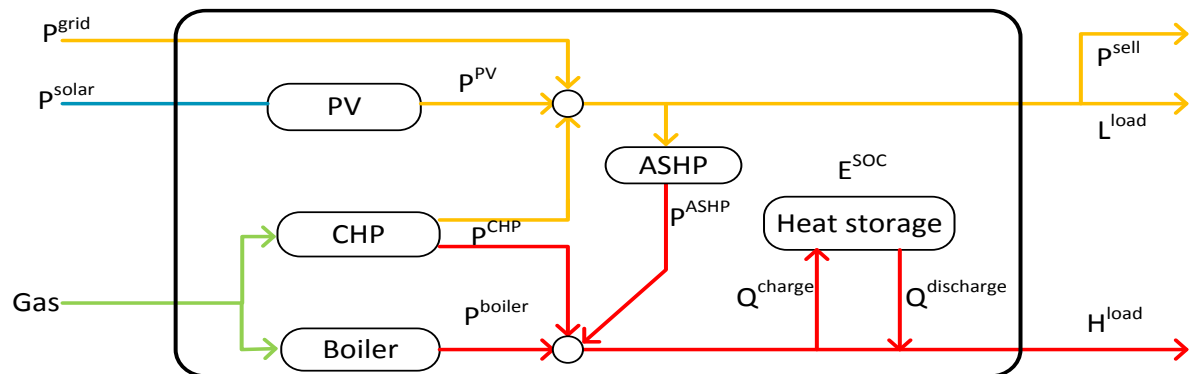 P^grid
P^sell
P^solar
PV
P^PV
L^load
ASHP
E^SOC
P^ASHP
CHP
P^CHP
Heat storage
Gas
Q^charge
Q^discharge
P^boiler
H^load
Boiler